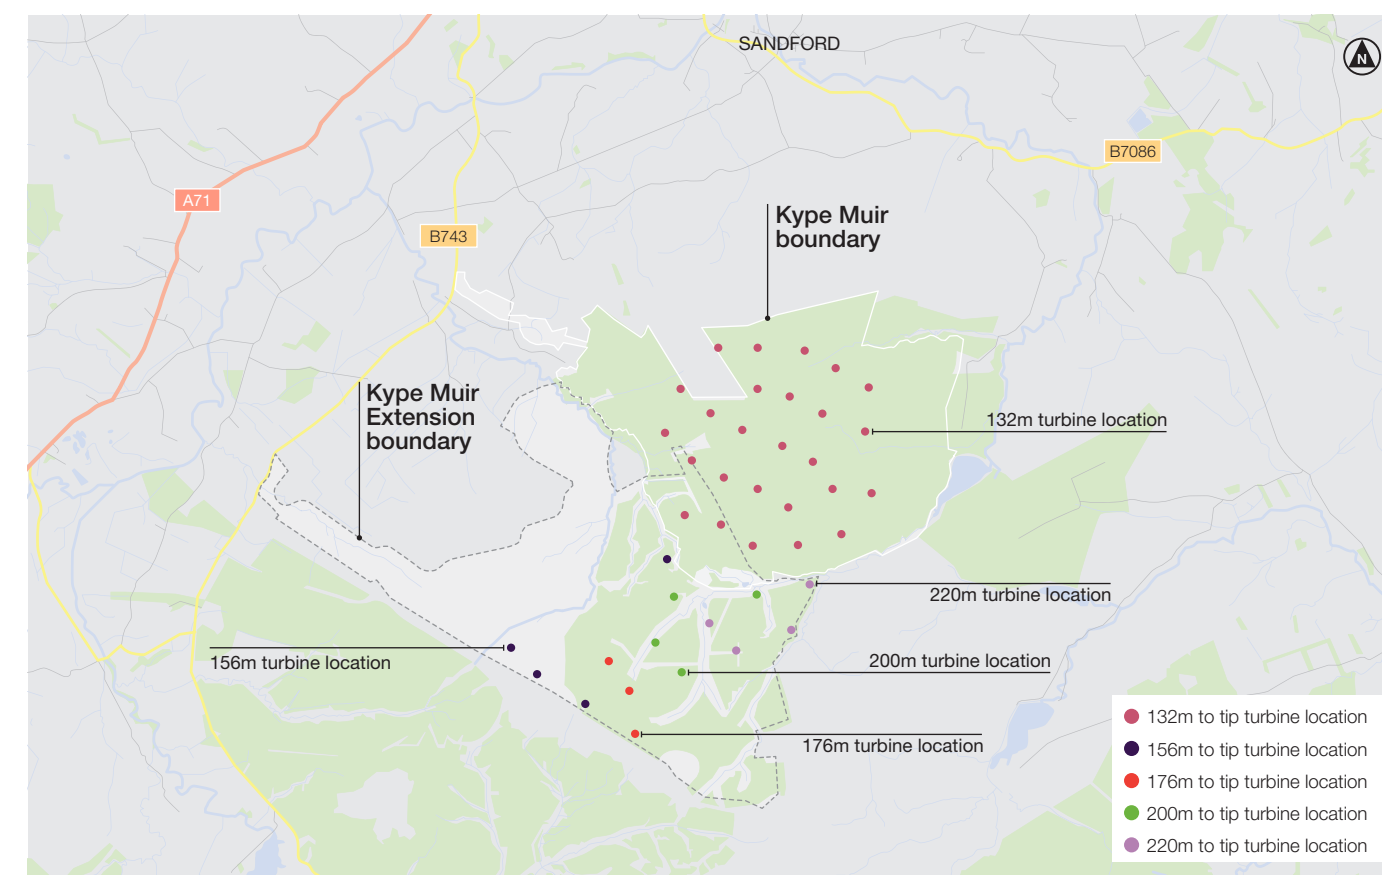 SANDFORD
N
B7086
A71
Kype Muir
boundary
B743
Kype Muir
Extension
boundary
132m turbine location
220m turbine location
156m turbine location
200m turbine location
176m turbine location
132m to tip turbine location
156m to tip turbine location
176m to tip turbine location
200m to tip turbine location
220m to tip turbine location